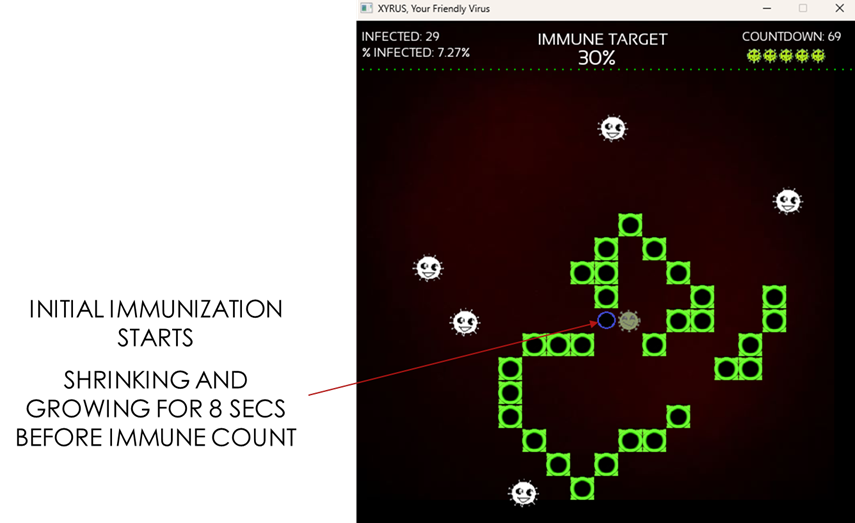 XYRUS, Your Friendly Virus
INFECTED: 29
% INFECTED: 7.27%
IMMUNE TARGET
30%
COUNTDOWN: 69
INITIAL IMMUNIZATION
STARTS
SHRINKING AND
GROWING FOR 8 SECS
BEFORE IMMUNE COUNT